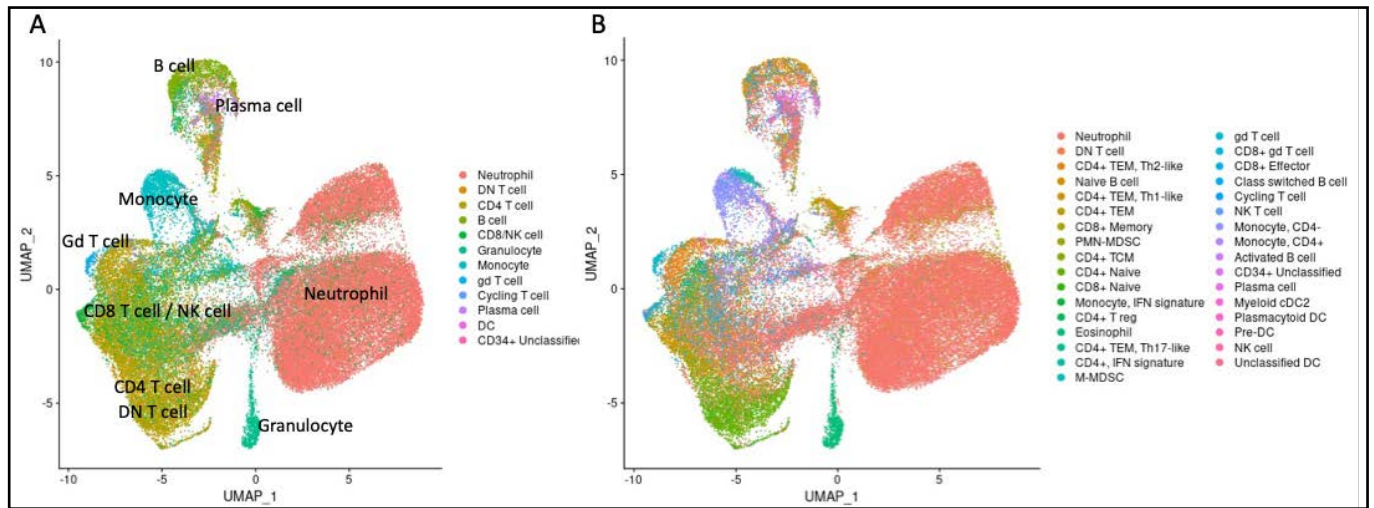 A
B cell
Plasma cell
Monocyte
Gd T cell
CD8 T cell / NK cell
Neutrophil
CD4 T cell
DN T cell
Granulocyte
10
5
0
-5
UMAP_2
-10
-5
0
5
UMAP_1
Neutrophil
DN T cell
CD4 T cell
B cell
CD8/NK cell
Granulocyte
Monocyte
gd T cell
Cycling T cell
Plasma cell
DC
CD34+ Unclassifie
B
10
5
0
-5
UMAP_2
-10
-5
0
5
UMAP_1
Neutrophil
DN T cell
CD4+ TEM, Th2-like
Naive B cell
CD4+ TEM, Th1-like
CD4+ TEM
CD8+ Memory
PMN-MDSC
CD4+ TCM
CD4+ Naive
CD8+ Naive
Monocyte, IFN signature
CD4+ T reg
Eosinophil
CD4+ TEM, Th17-like
CD4+, IFN signature
M-MDSC
gd T cell
CD8+ gd T cell
CD8+ Effector
Class switched B cell
Cycling T cell
NK T cell
Monocyte, CD4-
Monocyte, CD4+
Activated B cell
CD34+ Unclassified
Plasma cell
Myeloid cDC2
Plasmacytoid DC
Pre-DC
NK cell
Unclassified DC